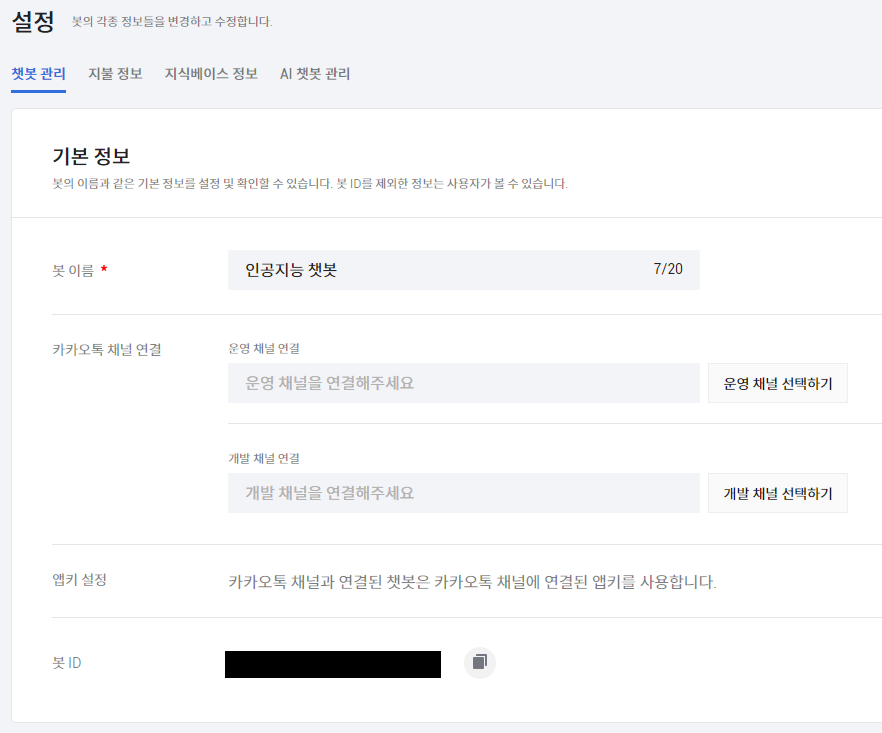 설정 봇의 각종 정보들을 변경하고 수정합니다.
챗봇 관리 지불 정보 지식베이스 정보 AI 챗봇 관리
기본 정보
봇의 이름과 같은 기본 정보를 설정 및 확인할 수 있습니다. 봇 ID를 제외한 정보는 사용자가 볼 수 있습니다.
봇 이름 * 인공지능 챗봇 7/20
카카오톡 채널 연결 운영 채널 연결
운영 채널을 연결해주세요 운영 채널 선택하기
개발 채널 연결
개발 채널을 연결해주세요 개발 채널 선택하기
앱키 설정 카카오톡 채널과 연결된 챗봇은 카카오톡 채널에 연결된 앱키를 사용합니다.
봇 ID